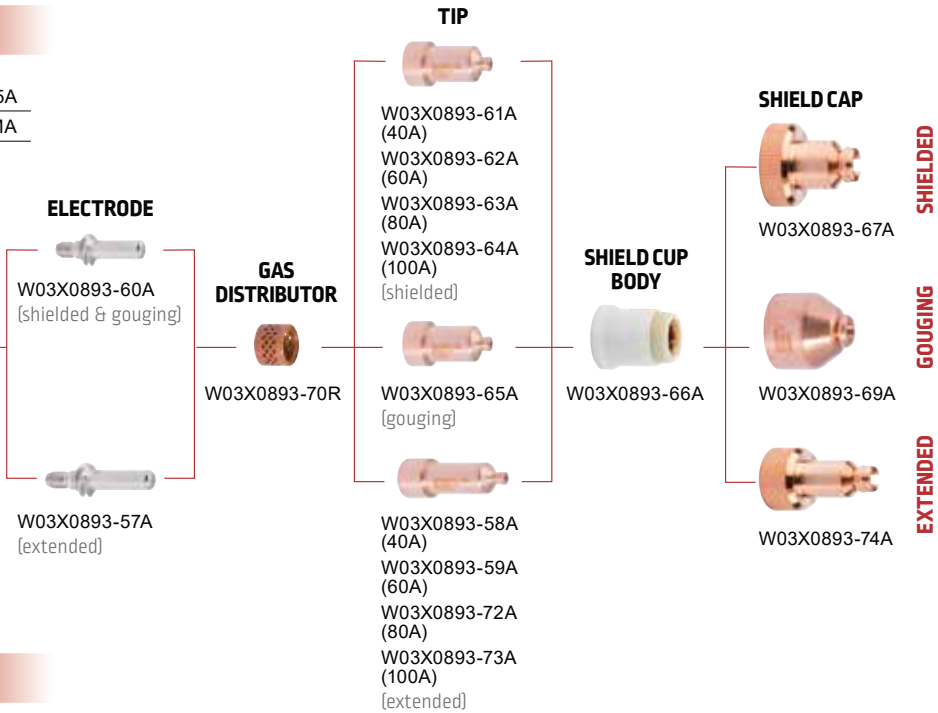 TIP
W03X0893-61A
(40A)
W03X0893-62A
(60A)
W03X0893-63A
(80A)
W03X0893-64A
(100A)
(shielded)
SHIELD CAP
W03X0893-67A
SHIELDED
5A
ELECTRODE
W03X0893-60A
(shielded & gouging)
GAS
DISTRIBUTOR
W03X0893-70R
W03X0893-65A
(gouging)
SHIELD CUP
BODY
W03X0893-66A
W03X0893-69A
GOUGING
W03X0893-57A
(extended)
W03X0893-58A
(40A)
W03X0893-59A
(60A)
W03X0893-72A
(80A)
W03X0893-73A
(100A)
(extended)
W03X0893-74A
EXTENDED